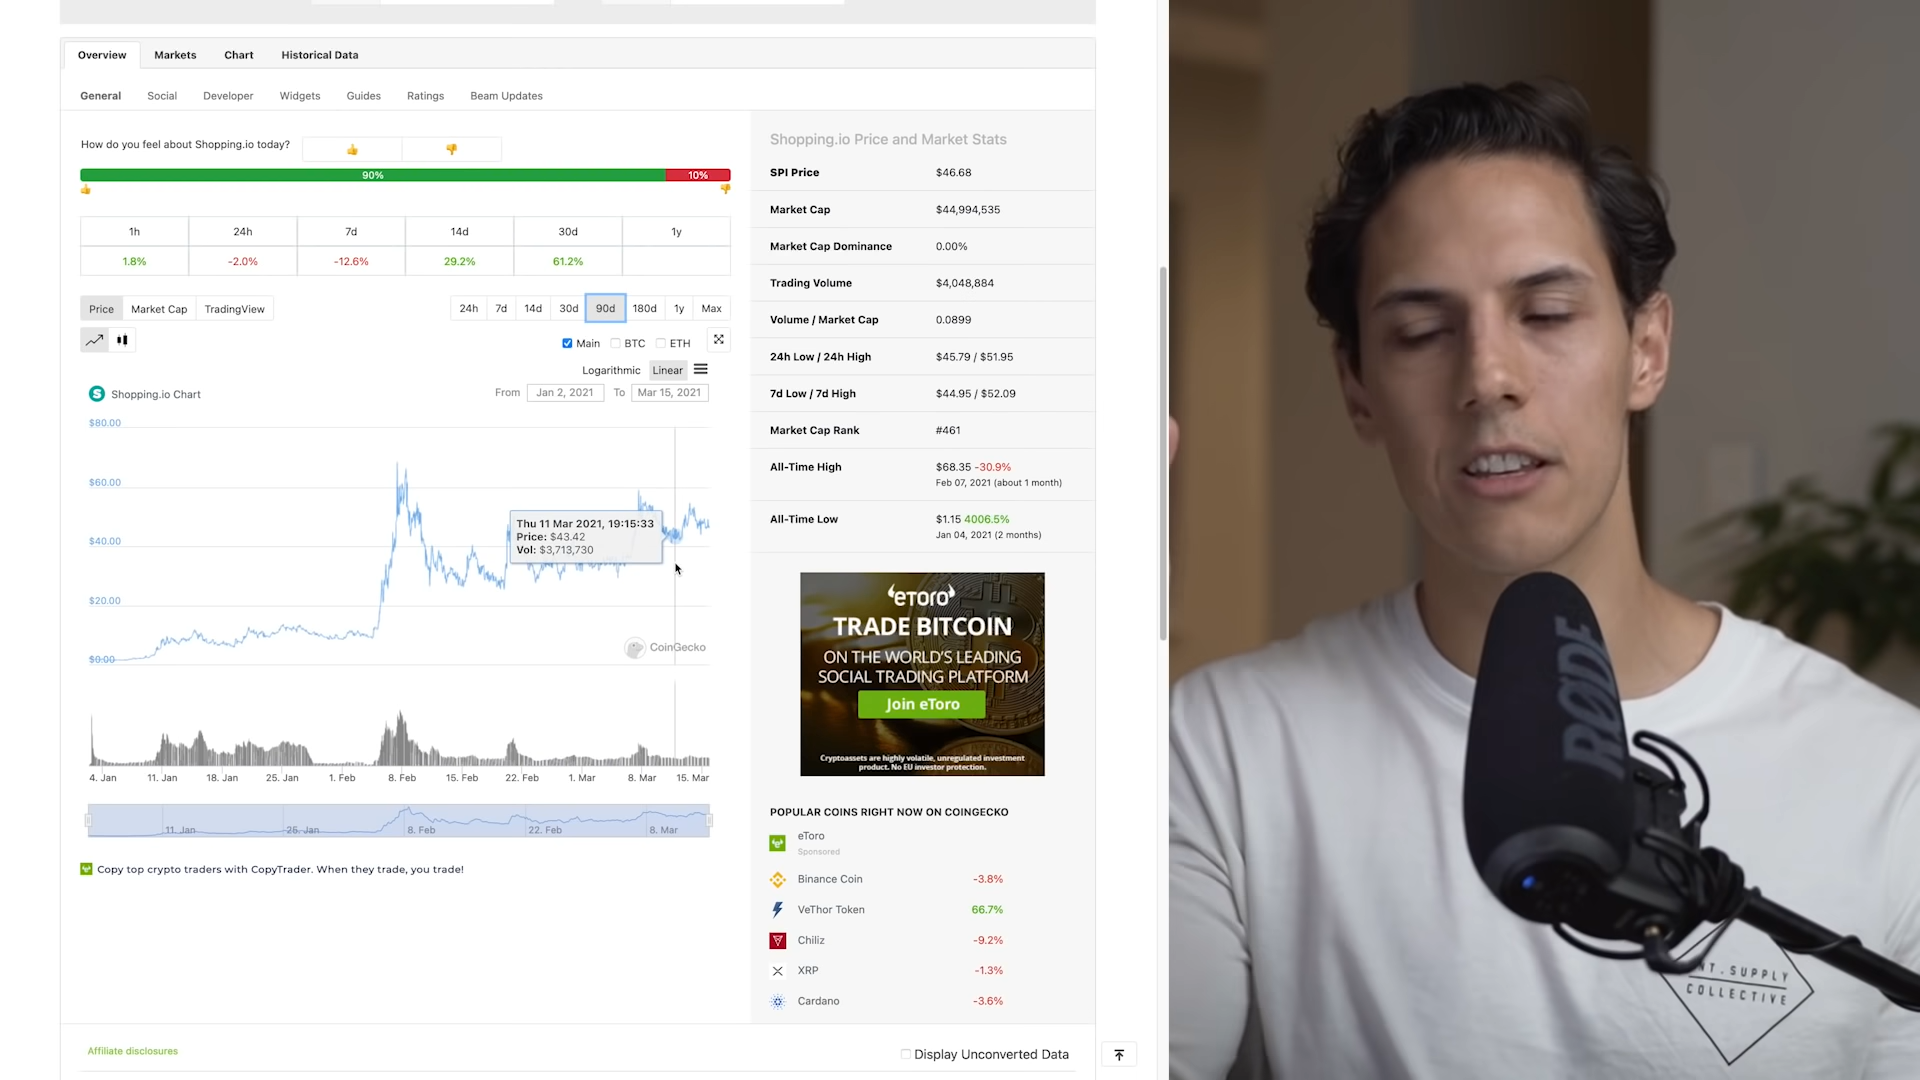 Overview Markets Chart Historical Data
General Social Developer Widgets Guides Ratings Beam Updates
How do you feel about Shopping.io today?
90% 10%
1h 24h 7d 14d 30d 1y
1.8% -2.0% -12.6% 29.2% 61.2%
Price Market Cap TradingView
24h 7d 14d 30d 90d 180d 1y Max
Main BTC ETH
Logarithmic Linear
Shopping.io Chart
From Jan 2, 2021 To Mar 15, 2021
$80.00
$60.00
$40.00
$20.00
$0.00
Thu 11 Mar 2021, 19:15:33
Price: $43.42
Vol: $3,713,730
CoinGecko
4. Jan 11. Jan 18. Jan 25. Jan 1. Feb 8. Feb 15. Feb 22. Feb 1. Mar 8. Mar 15. Mar
11. Jan 25. Jan 8. Feb 22. Feb 8. Mar
Copy top crypto traders with CopyTrader. When they trade, you trade!
Affiliate disclosures
Shopping.io Price and Market Stats
SPI Price $46.68
Market Cap $44,994,535
Market Cap Dominance 0.00%
Trading Volume $4,048,884
Volume / Market Cap 0.0899
24h Low / 24h High $45.79 / $51.95
7d Low / 7d High $44.95 / $52.09
Market Cap Rank #461
All-Time High $68.35 -30.9%
Feb 07, 2021 (about 1 month)
All-Time Low $1.15 4006.5%
Jan 04, 2021 (2 months)
eToro
TRADE BITCOIN
ON THE WORLD'S LEADING
SOCIAL TRADING PLATFORM
Join eToro
Cryptoassets are highly volatile, unregulated investment
product. No EU investor protection.
POPULAR COINS RIGHT NOW ON COINGECKO
eToro
Sponsored
Binance Coin -3.8%
VeThor Token 66.7%
Chiliz -9.2%
XRP -1.3%
Cardano -3.6%
Display Unconverted Data
RØDE
NT.SUPPLY
COLLECTIVE